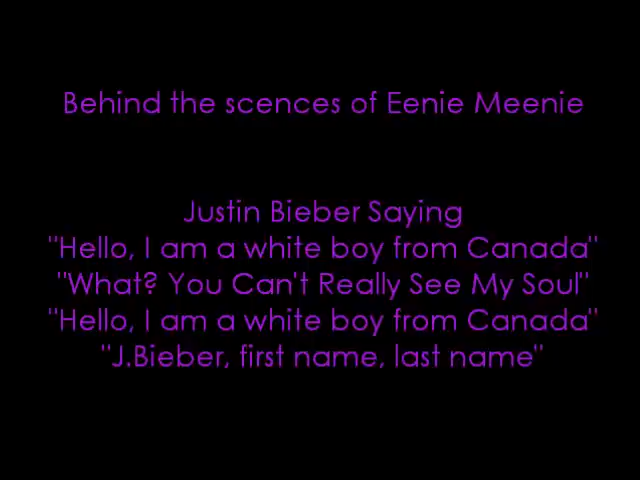 Behind the scences of Eenie Meenie
Justin Bieber Saying
"Hello, I am a white boy from Canada"
"What? You Can't Really See My Soul"
"Hello, I am a white boy from Canada"
"J.Bieber, first name, last name"